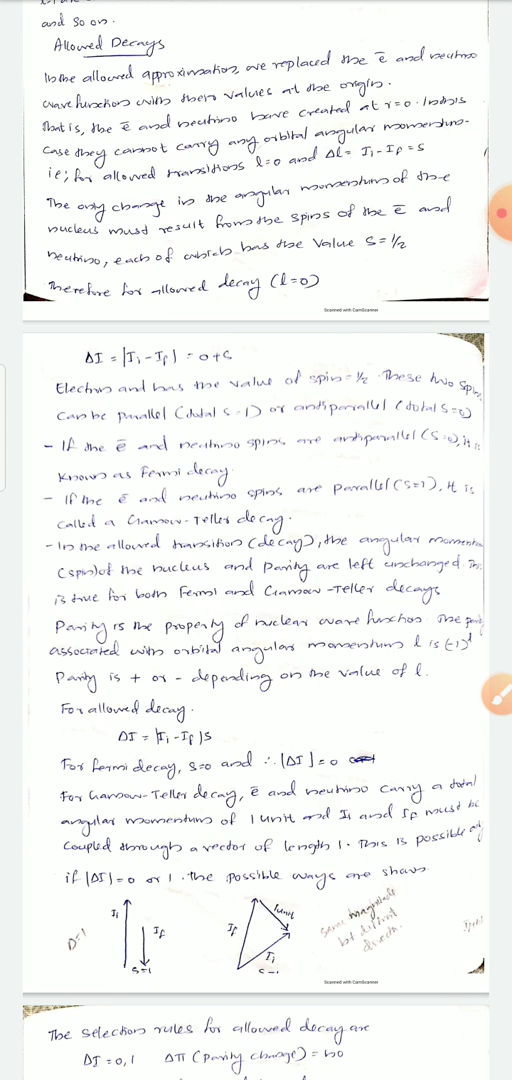 and so on.
Allowed Decays
In the allowed approximation, we replaced the ē and neutrino
wave function with their values at the origin.
That is, the ē and neutrino have created at r=0. In this
case they cannot carry any orbital angular momentum.
ie; for allowed transitions l=0 and Δl = Ii - If = s
The only change in the angular momentum of the
nucleus must result from the spins of the ē and
neutrino, each of which has the value s = 1/2
Therefore for allowed decay (l=0)
Scanned with CamScanner
ΔI = |Ii - If| = 0+s
Electron and has the value of spin = 1/2. These two spins
can be parallel (total s=1) or antiparallel (total s=0)
- If the ē and neutrino spins are antiparallel (s=0), it is
known as Fermi decay.
- If the ē and neutrino spins are parallel (s=1), it is
called a Gamow-Teller decay.
- In the allowed transition (decay), the angular momentum
(spin) of the nucleus and parity are left unchanged. This
is true for both Fermi and Gamow-Teller decays
Parity is the property of nuclear wave function. The parity
associated with orbital angular momentum l is (-1)^l
Parity is + or - depending on the value of l.
For allowed decay.
ΔI = |Ii - If| s
For fermi decay, s=0 and ∴ |ΔI| = 0
For Gamow-Teller decay, ē and neutrino carry a total
angular momentum of 1 unit and Ii and If must be
coupled through a vector of length 1. This is possible only
if |ΔI| = 0 or 1. The possible ways are shown
Ii If s=1
If 1 unit Ii s=1
D=1
same magnitude
but different
directn.
Scanned with CamScanner
The selection rules for allowed decay are
ΔI = 0,1 Δπ (parity change) = no